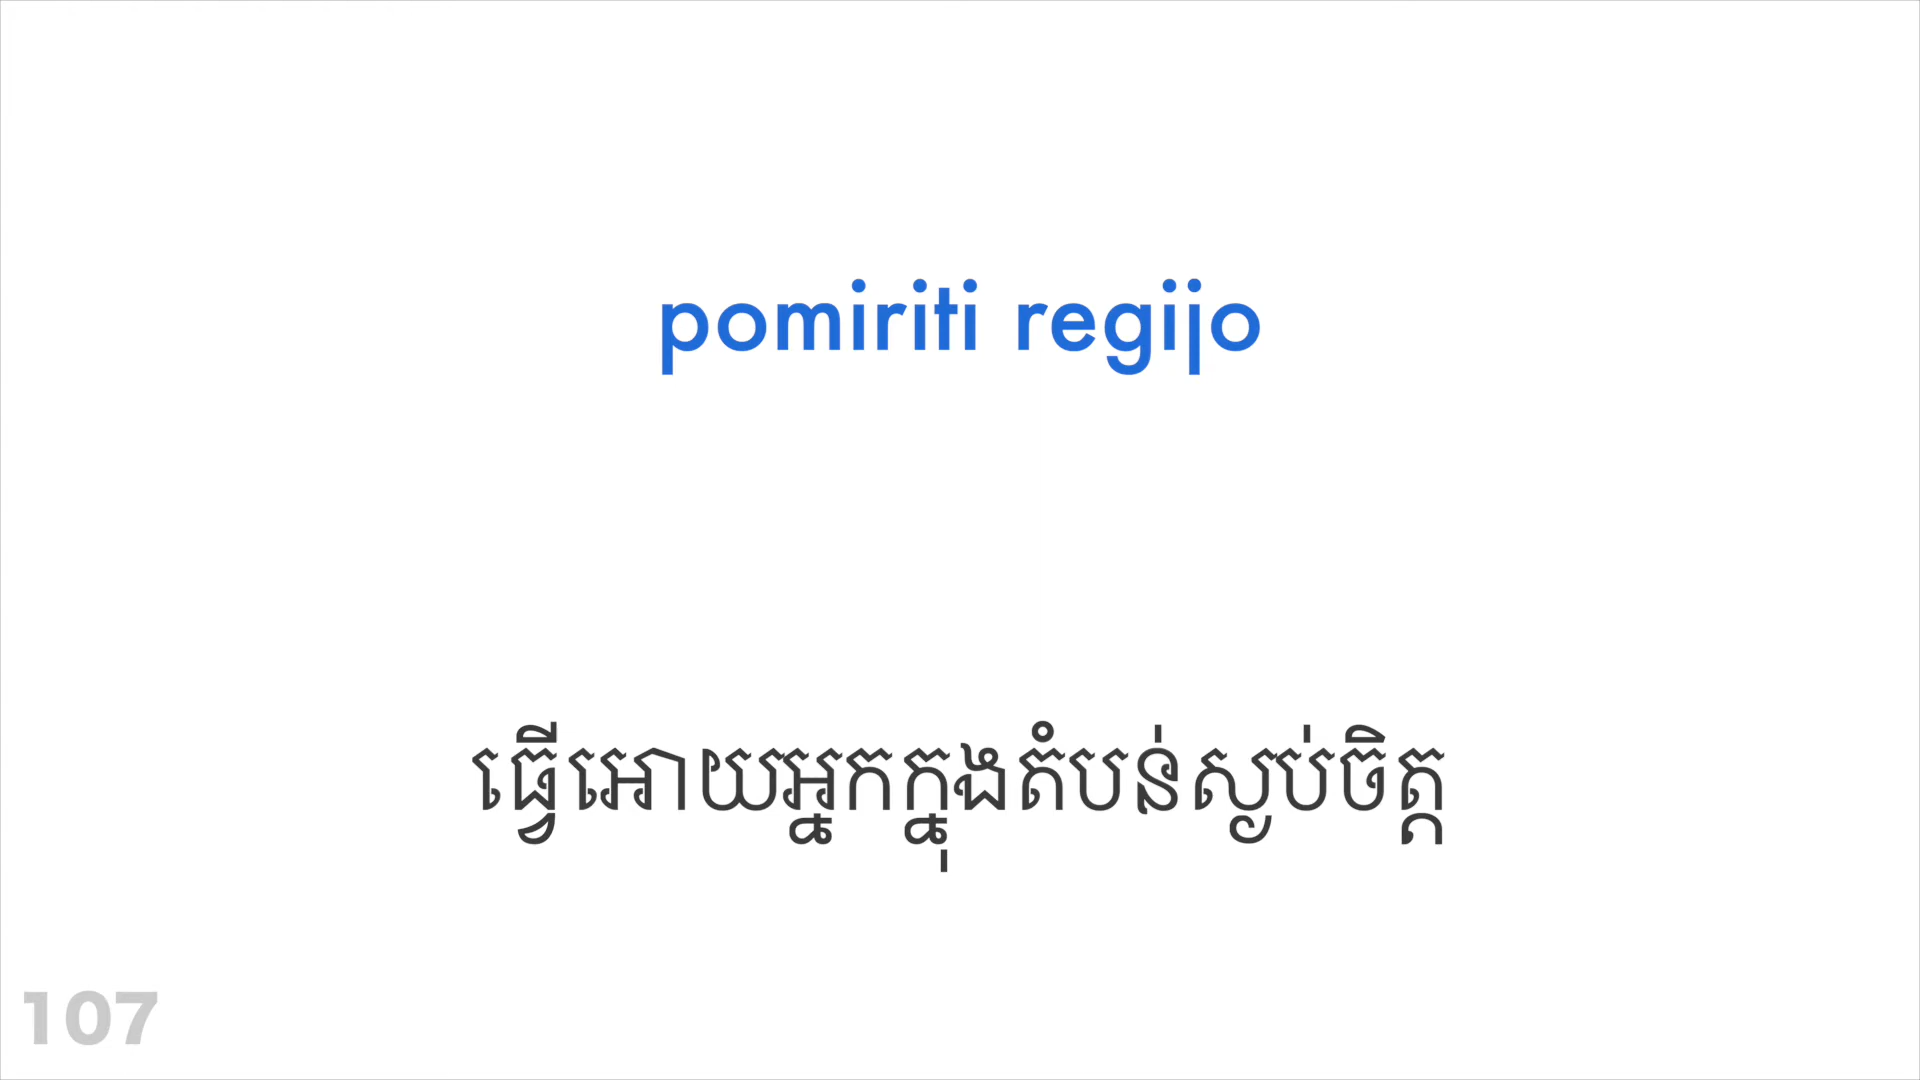 pomiriti regijo
ធ្វើអោយអ្នកក្នុងតំបន់ស្ងប់ចិត្ត
107